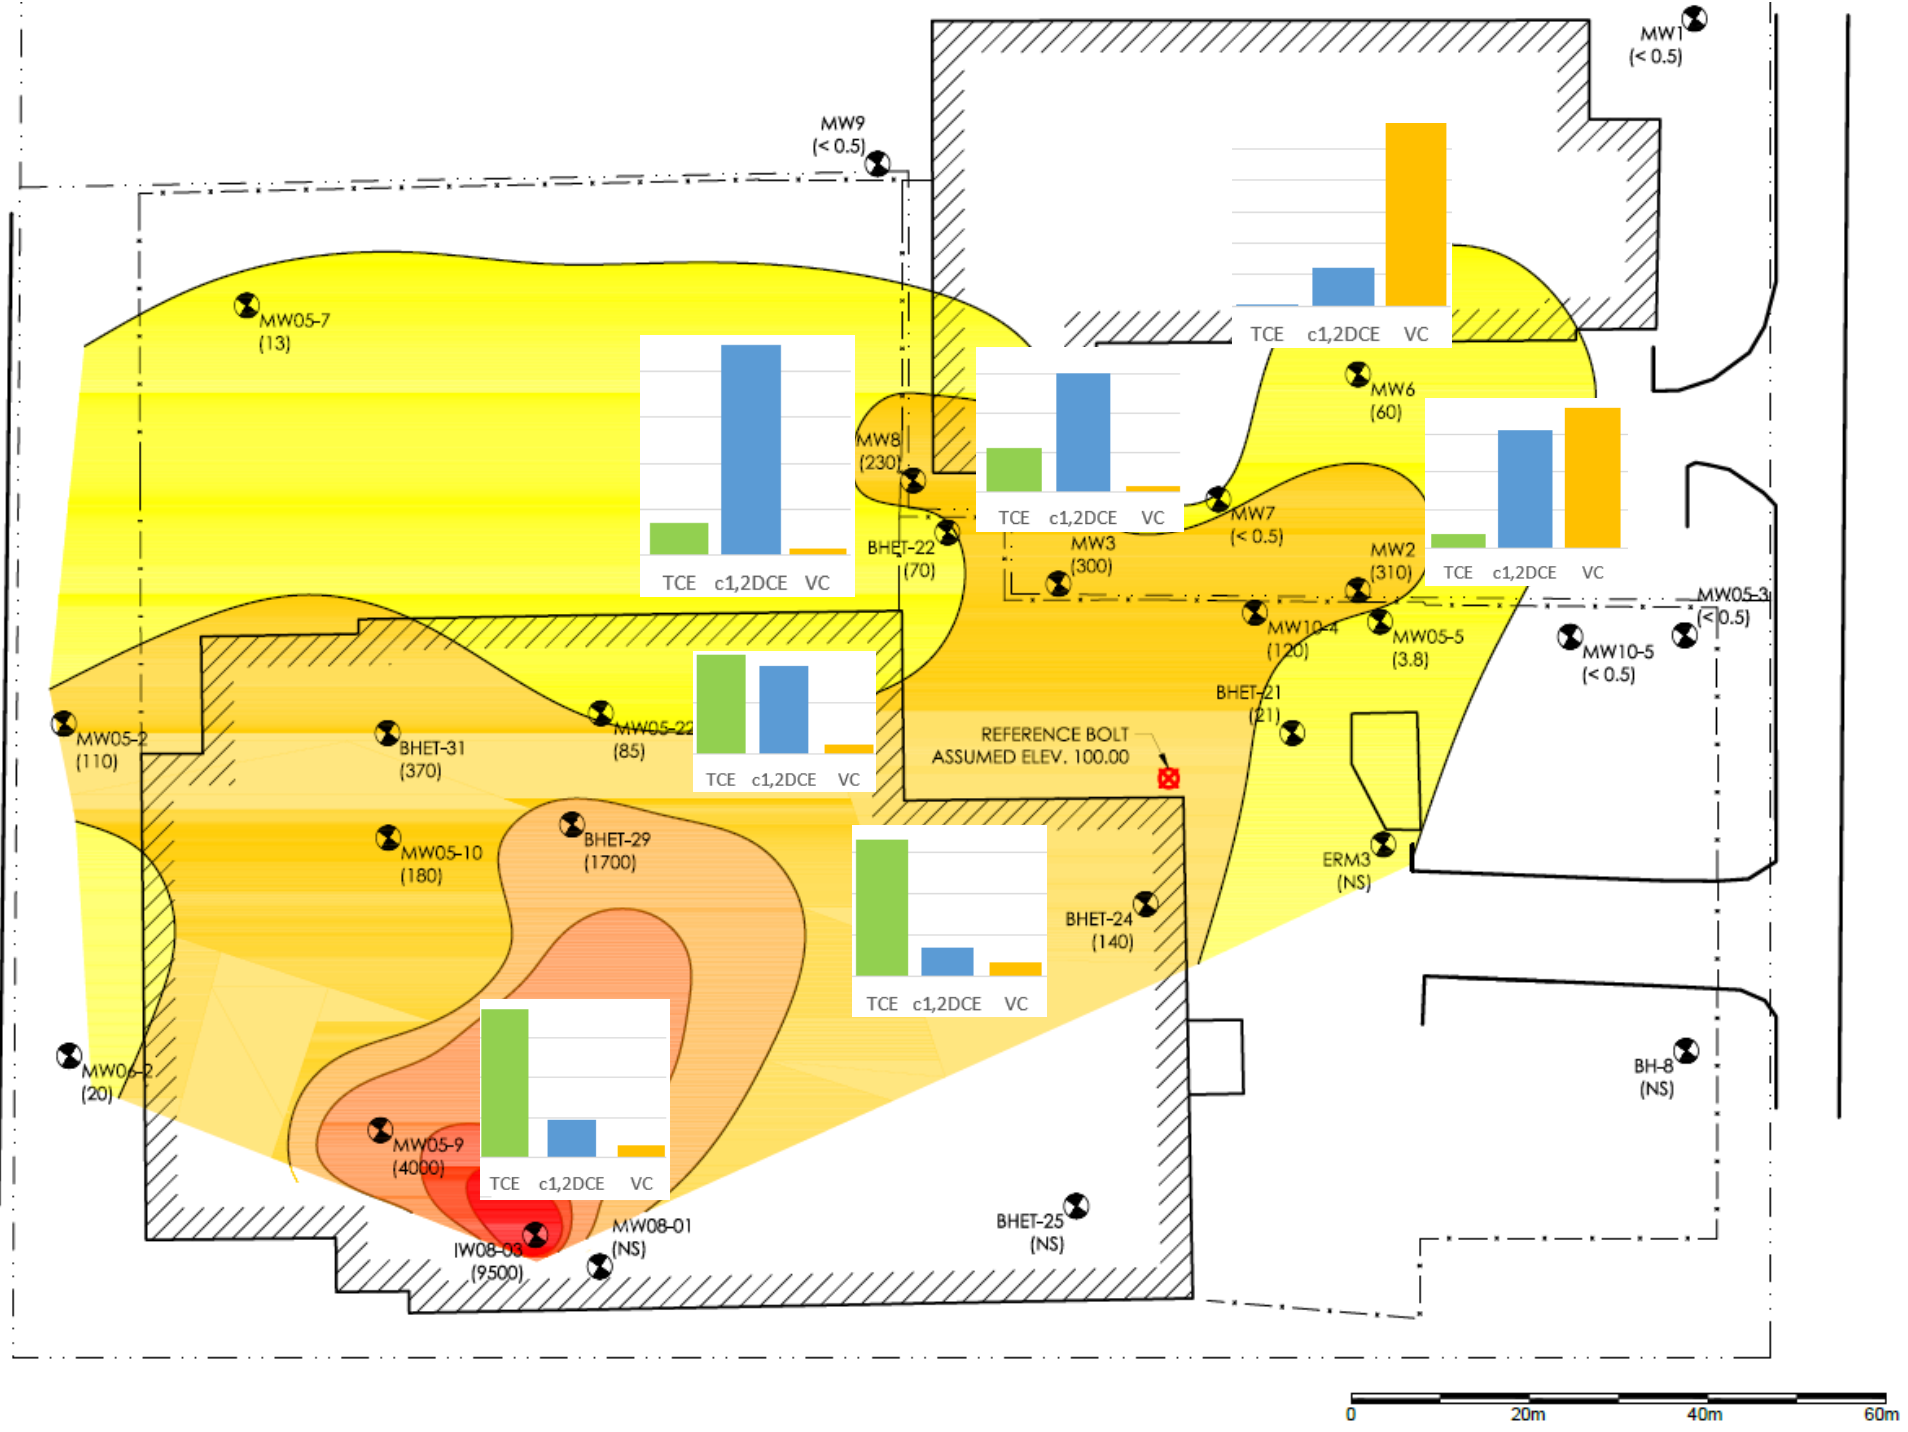 MW1
(< 0.5)
MW9
(< 0.5)
MW05-7
(13)
TCE c1,2DCE VC
MW6
(60)
MW8
(230)
TCE c1,2DCE VC
MW7
(< 0.5)
BHET-22
(70)
MW3
(300)
MW2
(310)
TCE c1,2DCE VC
TCE c1,2DCE VC
MW05-3
(< 0.5)
MW10-4
(120)
MW05-5
(3.8)
MW10-5
(< 0.5)
BHET-21
(21)
MW05-2
(110)
BHET-31
(370)
MW05-22
(85)
TCE c1,2DCE VC
REFERENCE BOLT
ASSUMED ELEV. 100.00
MW05-10
(180)
BHET-29
(1700)
ERM3
(NS)
BHET-24
(140)
TCE c1,2DCE VC
MW06-2
(20)
BH-8
(NS)
MW05-9
(4000)
TCE c1,2DCE VC
MW08-01
(NS)
BHET-25
(NS)
IW08-03
(9500)
0 20m 40m 60m